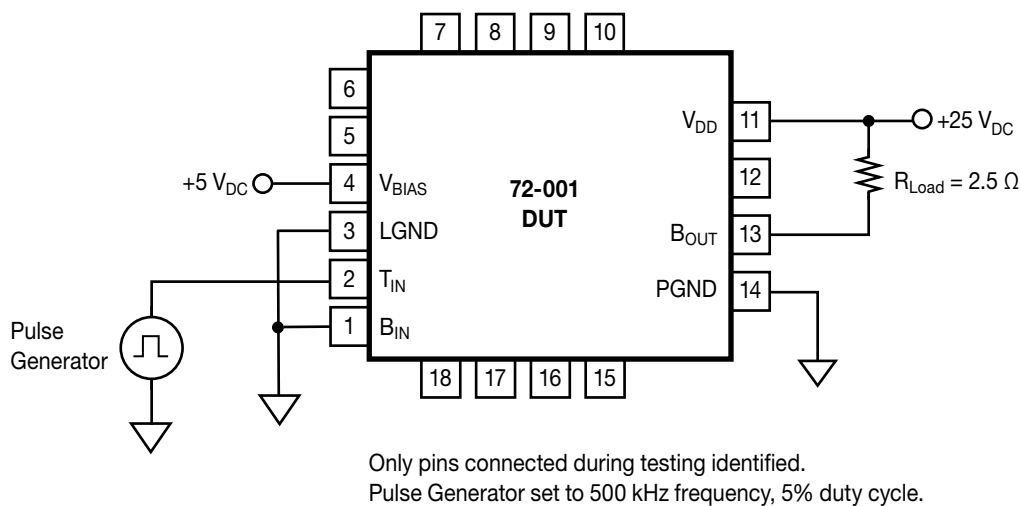 7 8 9 10
6
5
+5 V_DC 4 V_BIAS
3 LGND
2 T_IN
1 B_IN
Pulse
Generator
72-001
DUT
V_DD 11 +25 V_DC
12
R_Load = 2.5 Ω
B_OUT 13
PGND 14
18 17 16 15
Only pins connected during testing identified.
Pulse Generator set to 500 kHz frequency, 5% duty cycle.